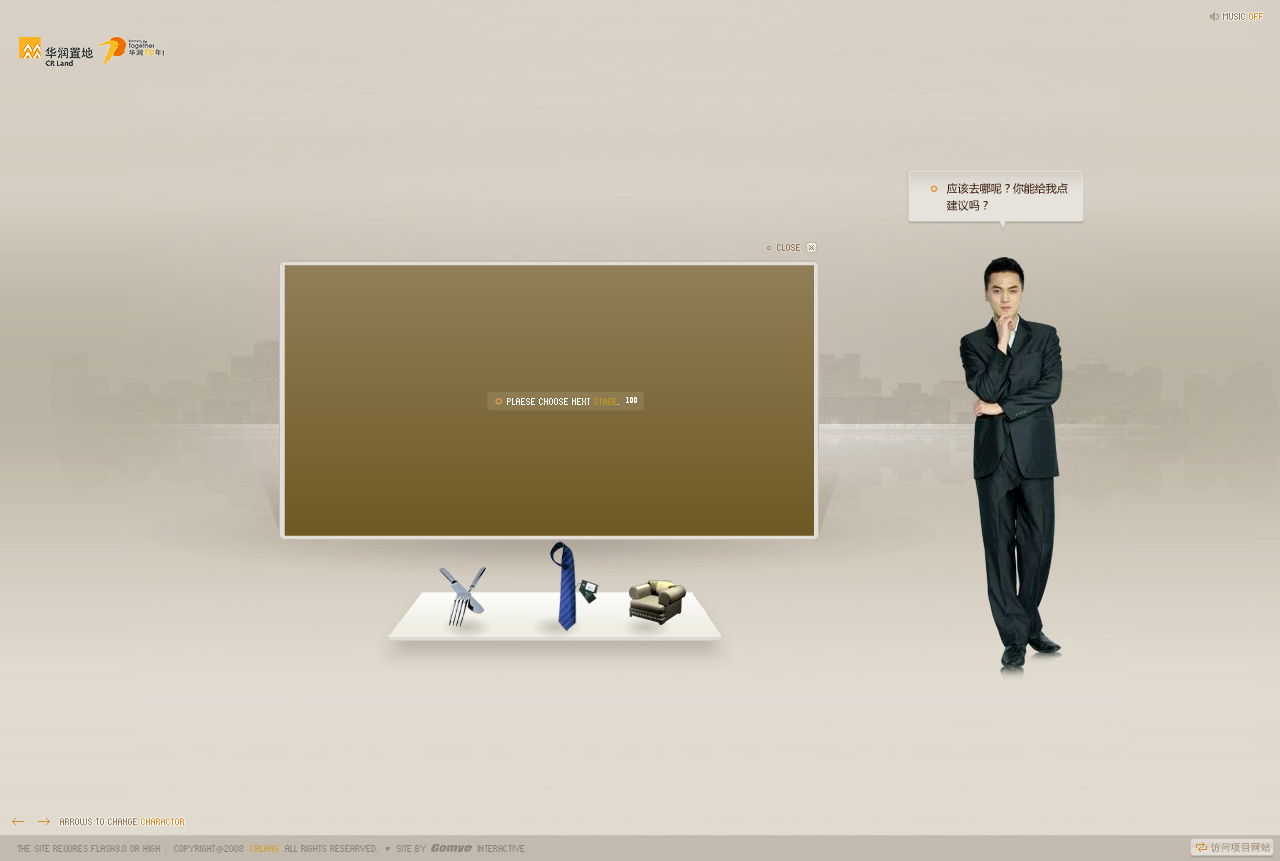 MUSIC OFF
华润置地
CR Land
Together
华润70年!
应该去哪呢？你能给我点
建议吗？
CLOSE
PLAESE CHOOSE NEXT STAGE. 100
ARROWS TO CHANGE CHARACTOR
THE SITE REQURES FLASH8.0 OR HIGH | COPYRIGHT@2008 CRLAND ALL RIGHTS RESEARVED. SITE BY Gomye INTERACTIVE
访问项目网站